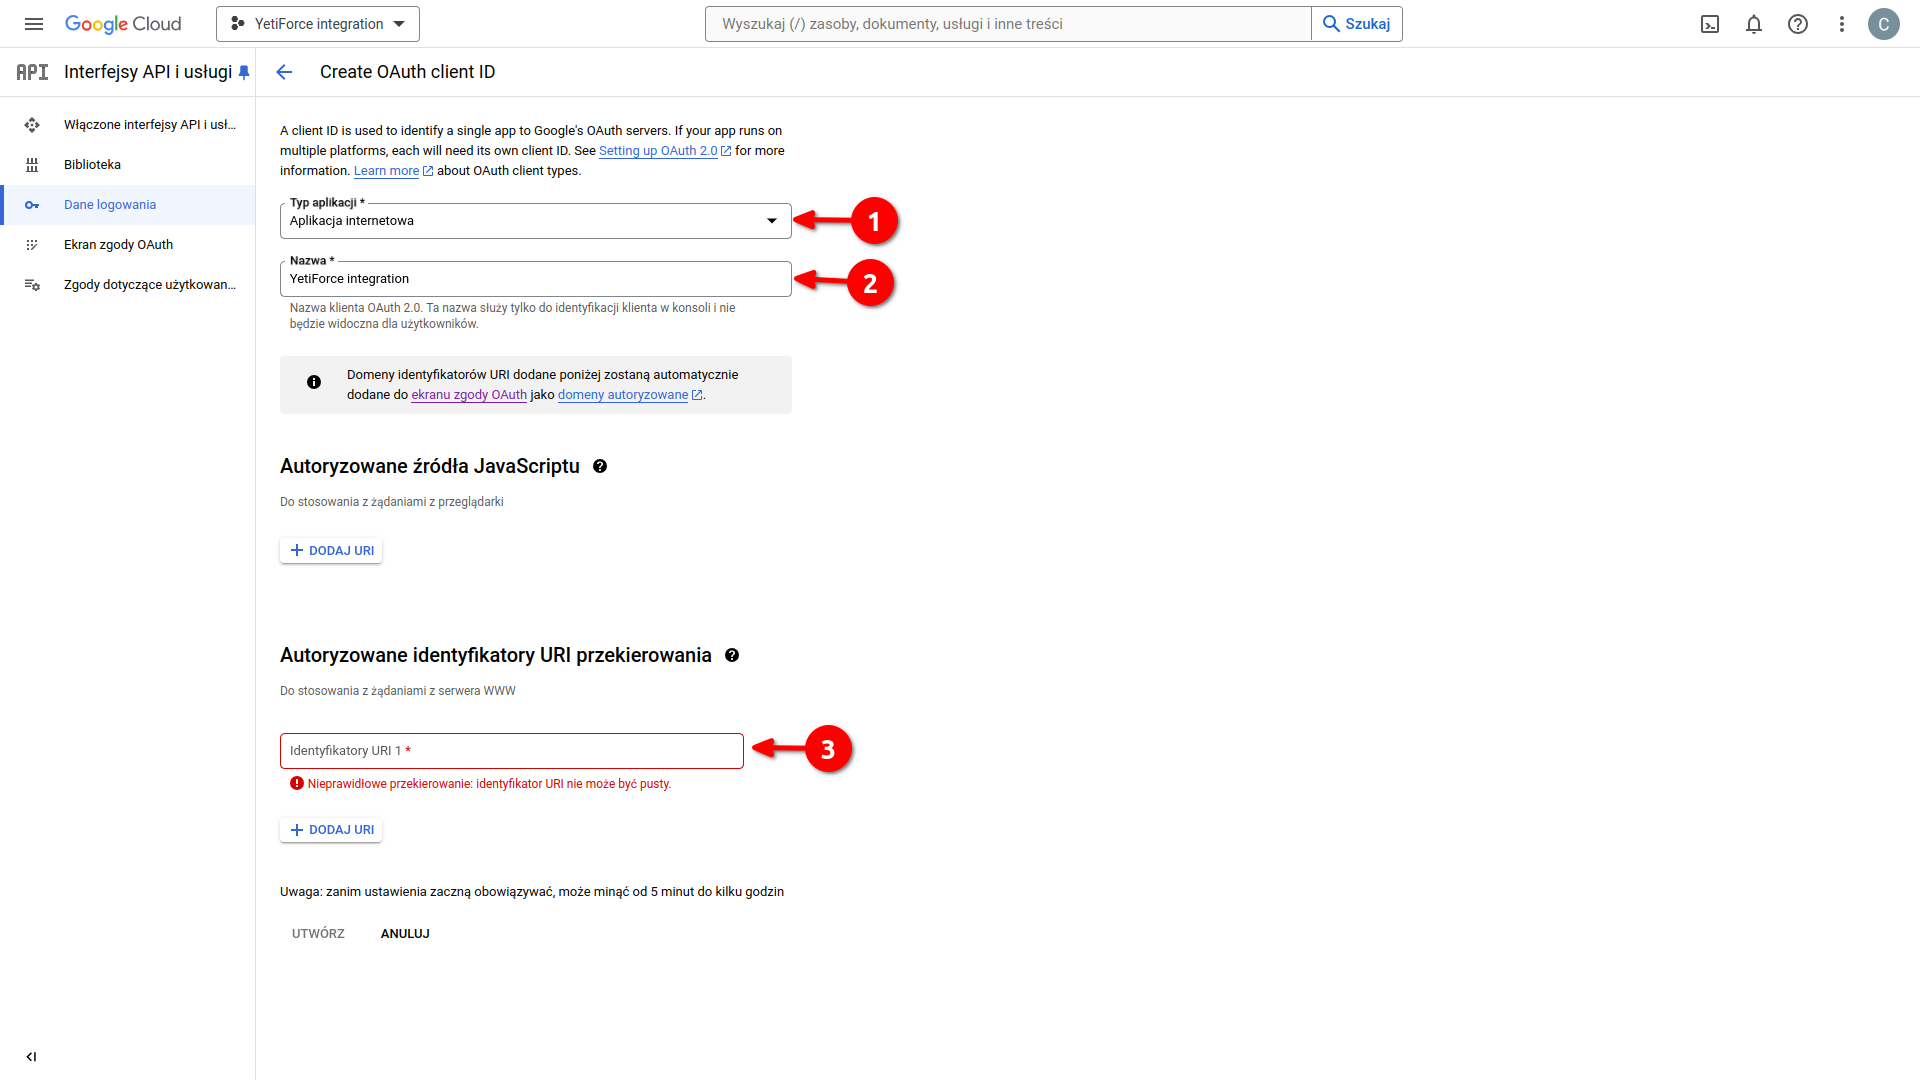 Google Cloud
YetiForce integration
Wyszukaj (/) zasoby, dokumenty, usługi i inne treści
Szukaj
C
API
Interfejsy API i usługi
Create OAuth client ID
Włączone interfejsy API i usł...
Biblioteka
Dane logowania
Ekran zgody OAuth
Zgody dotyczące użytkowan...
A client ID is used to identify a single app to Google's OAuth servers. If your app runs on
multiple platforms, each will need its own client ID. See Setting up OAuth 2.0 for more
information. Learn more about OAuth client types.
Typ aplikacji *
Aplikacja internetowa
1
Nazwa *
YetiForce integration
2
Nazwa klienta OAuth 2.0. Ta nazwa służy tylko do identyfikacji klienta w konsoli i nie
będzie widoczna dla użytkowników.
Domeny identyfikatorów URI dodane poniżej zostaną automatycznie
dodane do ekranu zgody OAuth jako domeny autoryzowane.
Autoryzowane źródła JavaScriptu
Do stosowania z żądaniami z przeglądarki
DODAJ URI
Autoryzowane identyfikatory URI przekierowania
Do stosowania z żądaniami z serwera WWW
Identyfikatory URI 1 *
3
Nieprawidłowe przekierowanie: identyfikator URI nie może być pusty.
DODAJ URI
Uwaga: zanim ustawienia zaczną obowiązywać, może minąć od 5 minut do kilku godzin
UTWÓRZ
ANULUJ